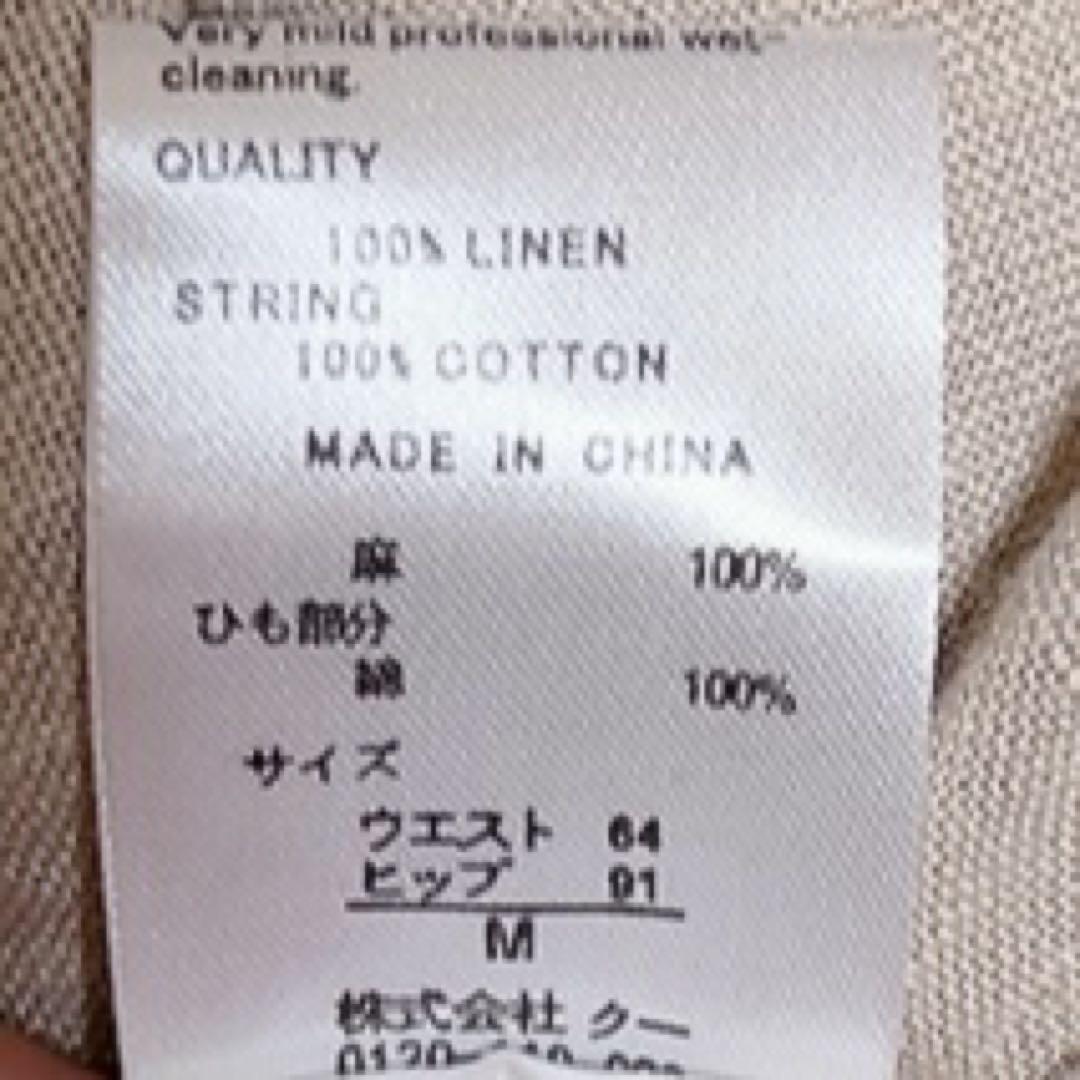 Very mild professional wet-
cleaning.
QUALITY
100% LINEN
STRING
100% COTTON
MADE IN CHINA
麻 100%
ひも部分
綿 100%
サイズ
ウエスト 64
ヒップ 91
M
株式会社 クー